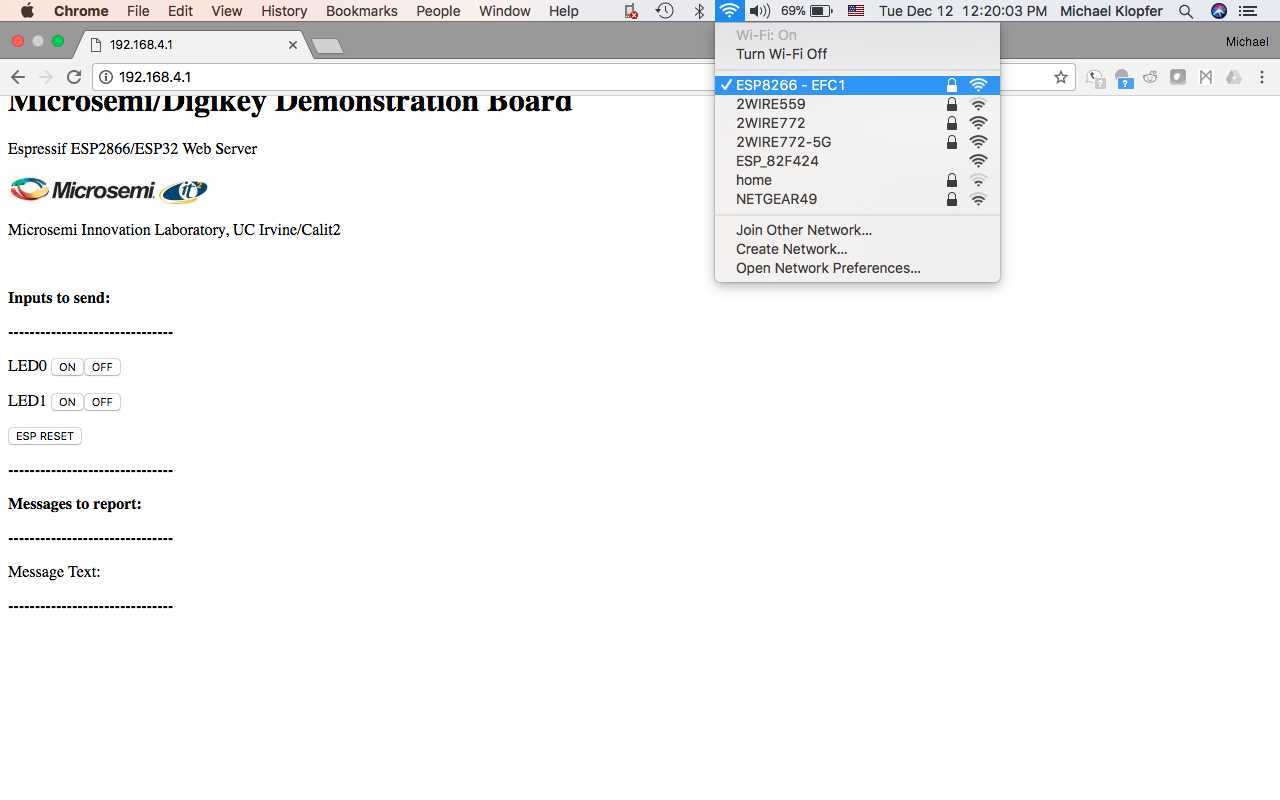 Chrome File Edit View History Bookmarks People Window Help 69% Tue Dec 12 12:20:03 PM Michael Klopfer
192.168.4.1 Michael
192.168.4.1
Wi-Fi: On
Turn Wi-Fi Off
ESP8266 - EFC1
2WIRE559
2WIRE772
2WIRE772-5G
ESP_82F424
home
NETGEAR49
Join Other Network...
Create Network...
Open Network Preferences...
Microsemi/Digikey Demonstration Board
Espressif ESP2866/ESP32 Web Server
Microsemi it2
Microsemi Innovation Laboratory, UC Irvine/Calit2
Inputs to send:
-------------------------------
LED0 ON OFF
LED1 ON OFF
ESP RESET
-------------------------------
Messages to report:
-------------------------------
Message Text:
-------------------------------